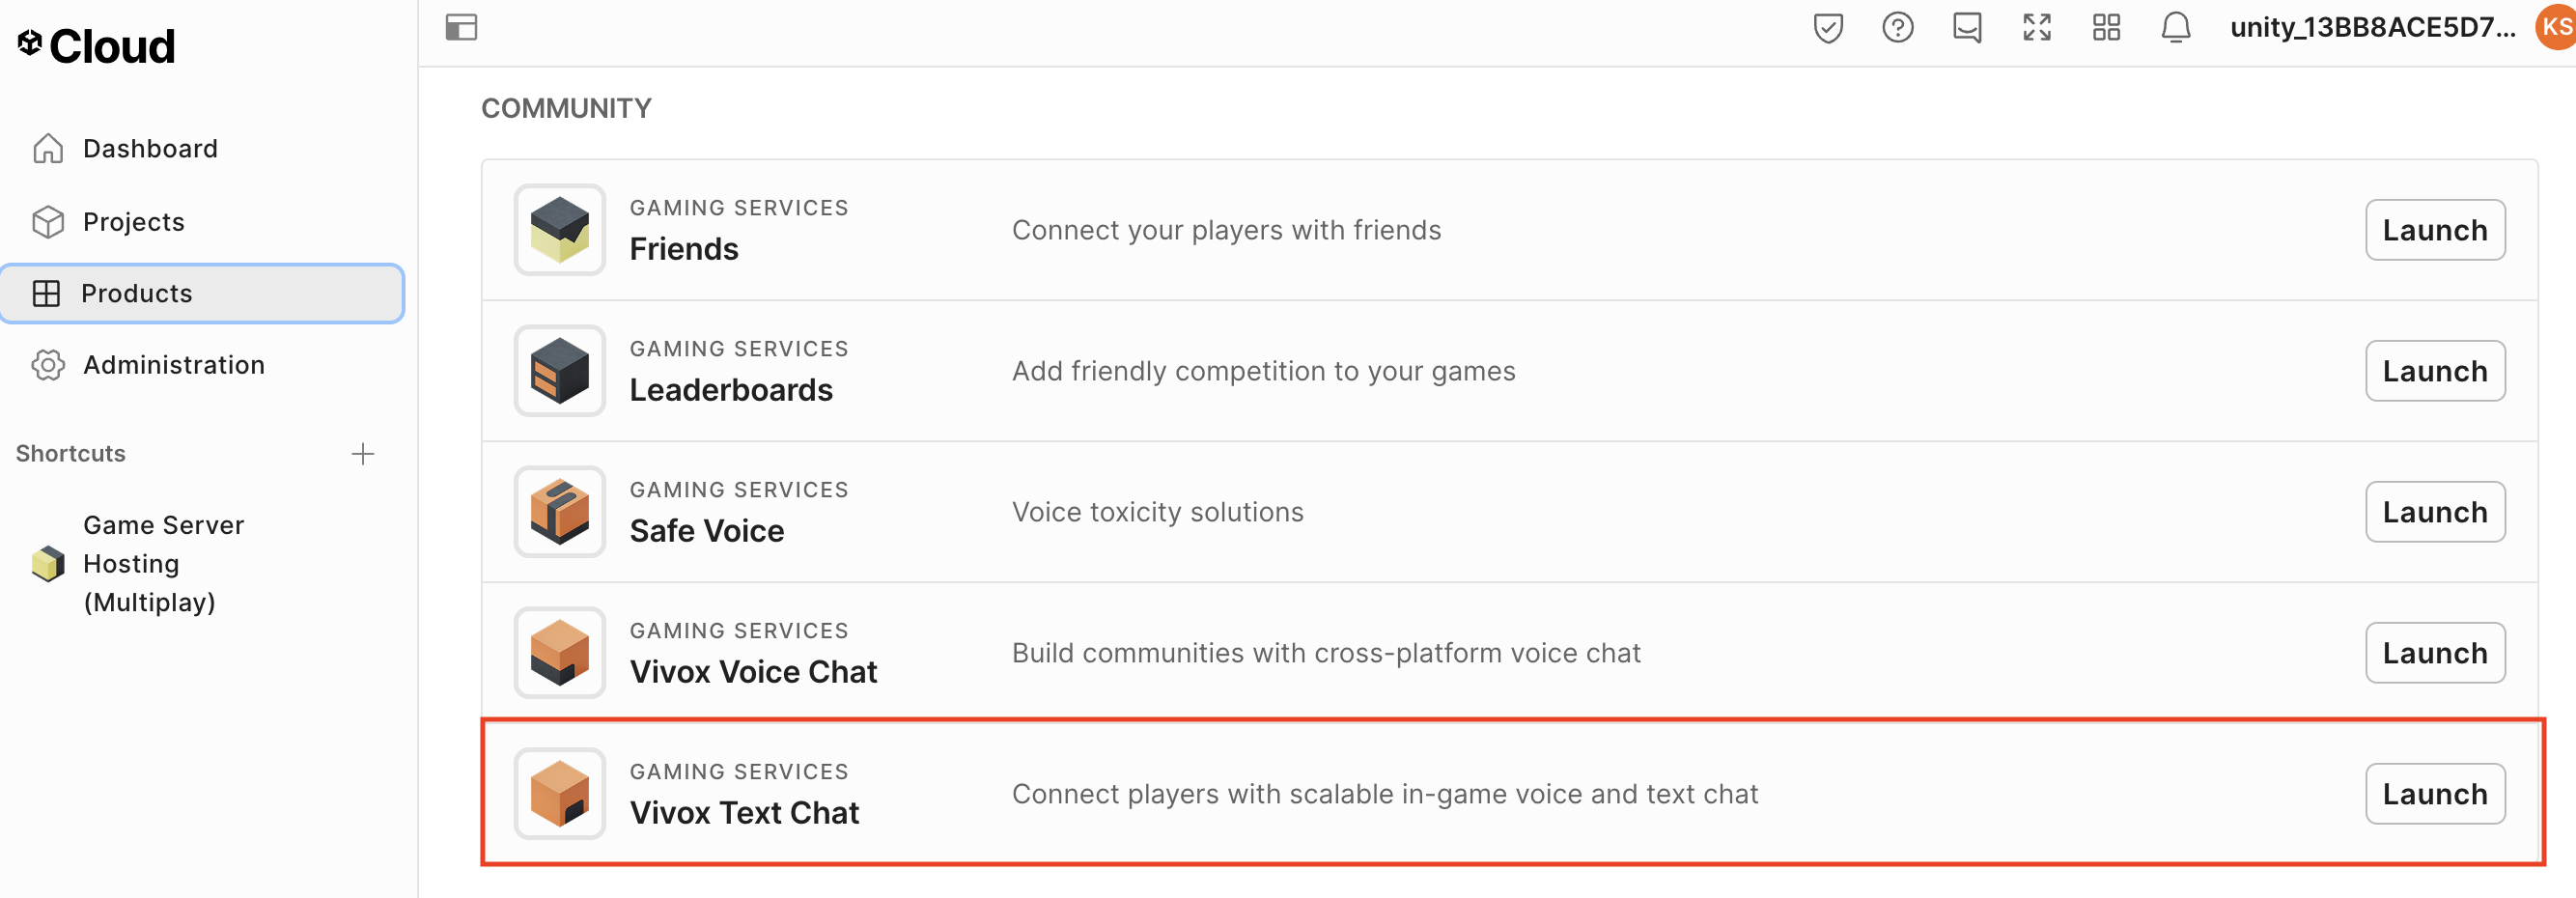 Cloud
Dashboard
Projects
Products
Administration
Shortcuts
Game Server
Hosting
(Multiplay)
unity_13BB8ACE5D7...
KS
COMMUNITY
GAMING SERVICES
Friends
Connect your players with friends
Launch
GAMING SERVICES
Leaderboards
Add friendly competition to your games
Launch
GAMING SERVICES
Safe Voice
Voice toxicity solutions
Launch
GAMING SERVICES
Vivox Voice Chat
Build communities with cross-platform voice chat
Launch
GAMING SERVICES
Vivox Text Chat
Connect players with scalable in-game voice and text chat
Launch